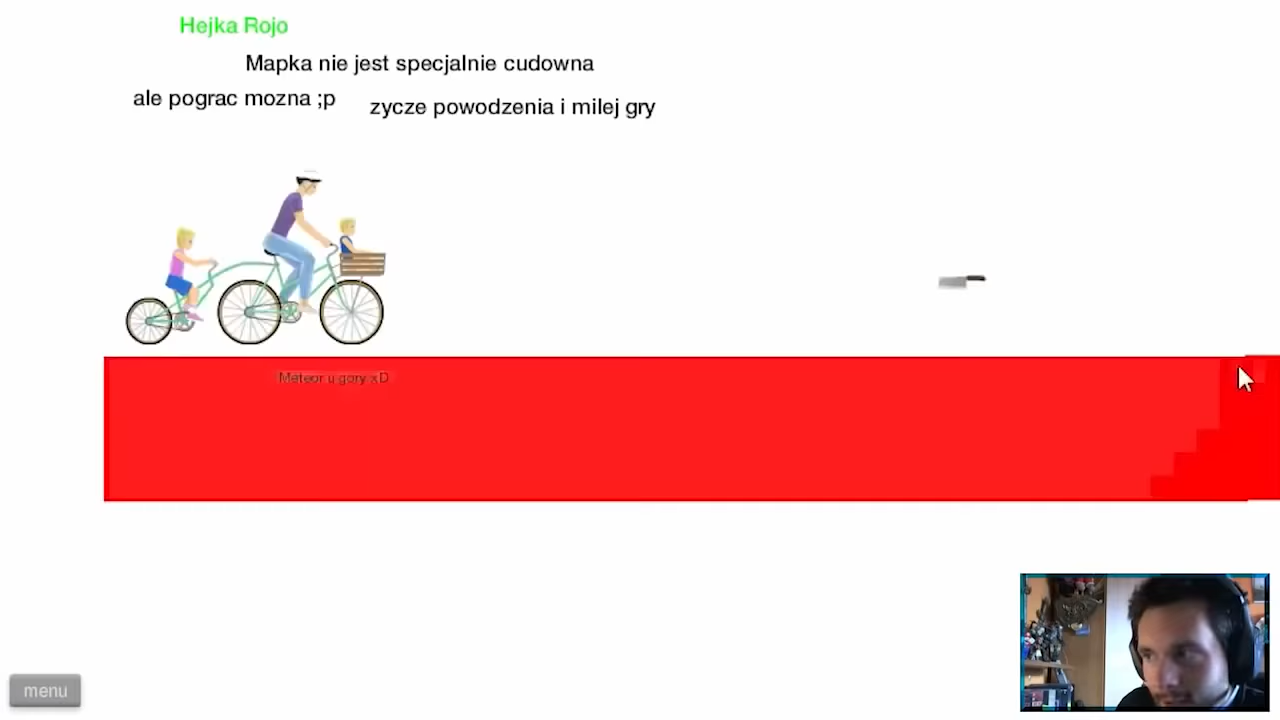 Hejka Rojo
Mapka nie jest specjalnie cudowna
ale pograc mozna ;p
zycze powodzenia i milej gry
Meteor u gory xD
menu